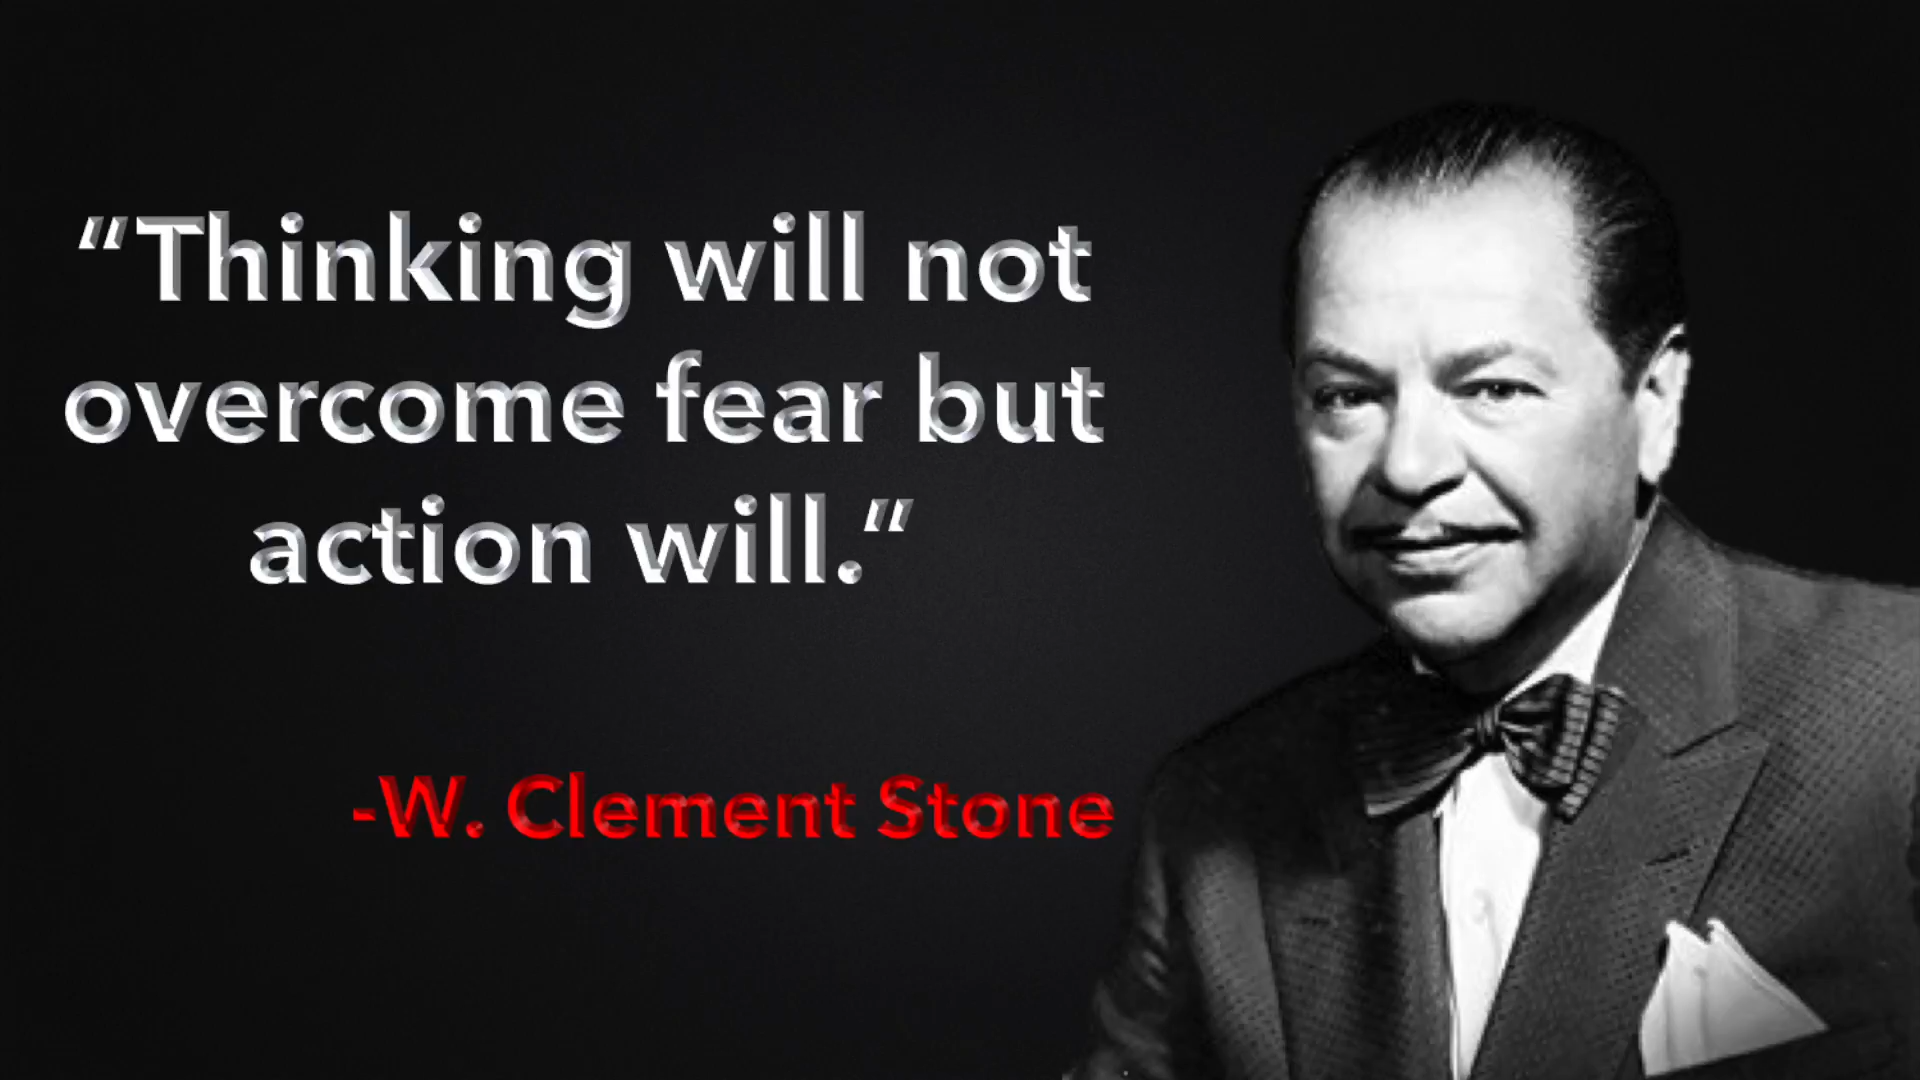 “Thinking will not
overcome fear but
action will.”
-W. Clement Stone